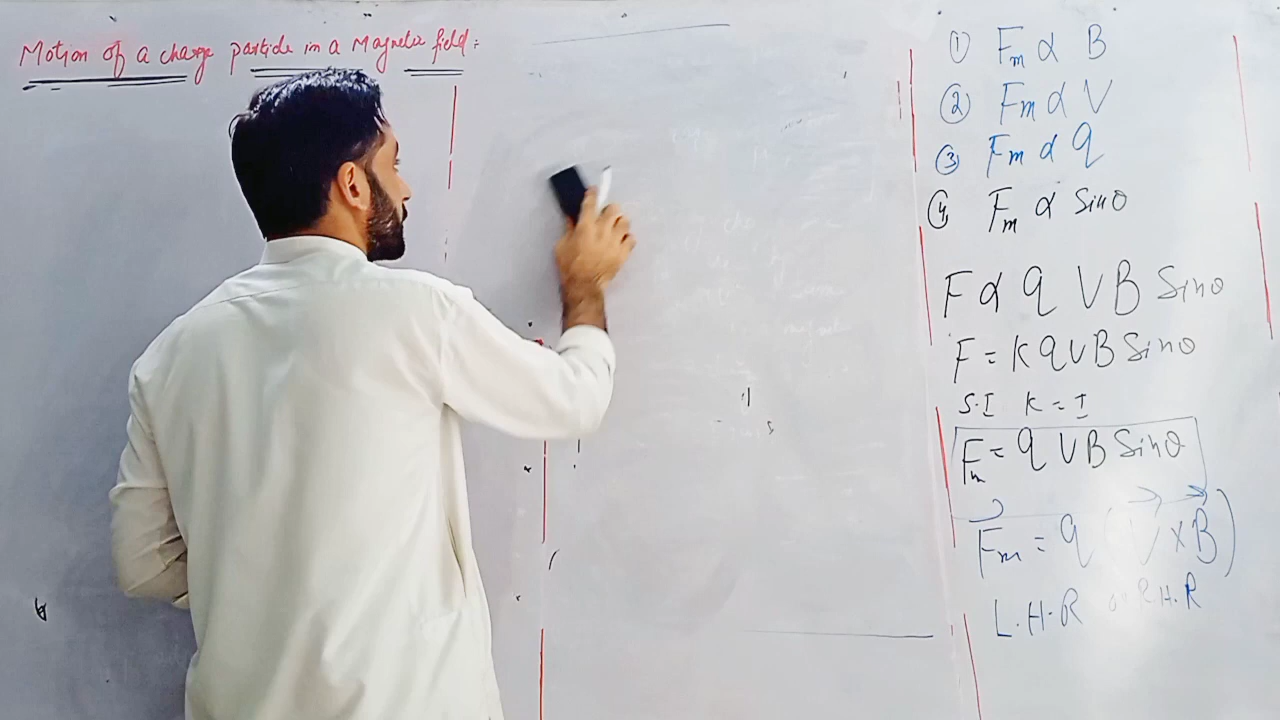 Motion of a charge particle in a Magnetic field:
① Fm α B
② Fm α V
③ Fm α q
④ Fm α Sinθ
F α q V B Sinθ
F = K q V B Sinθ
S.I K = I
Fm = q V B Sinθ
Fm = q (V × B)
L.H.R or R.H.R